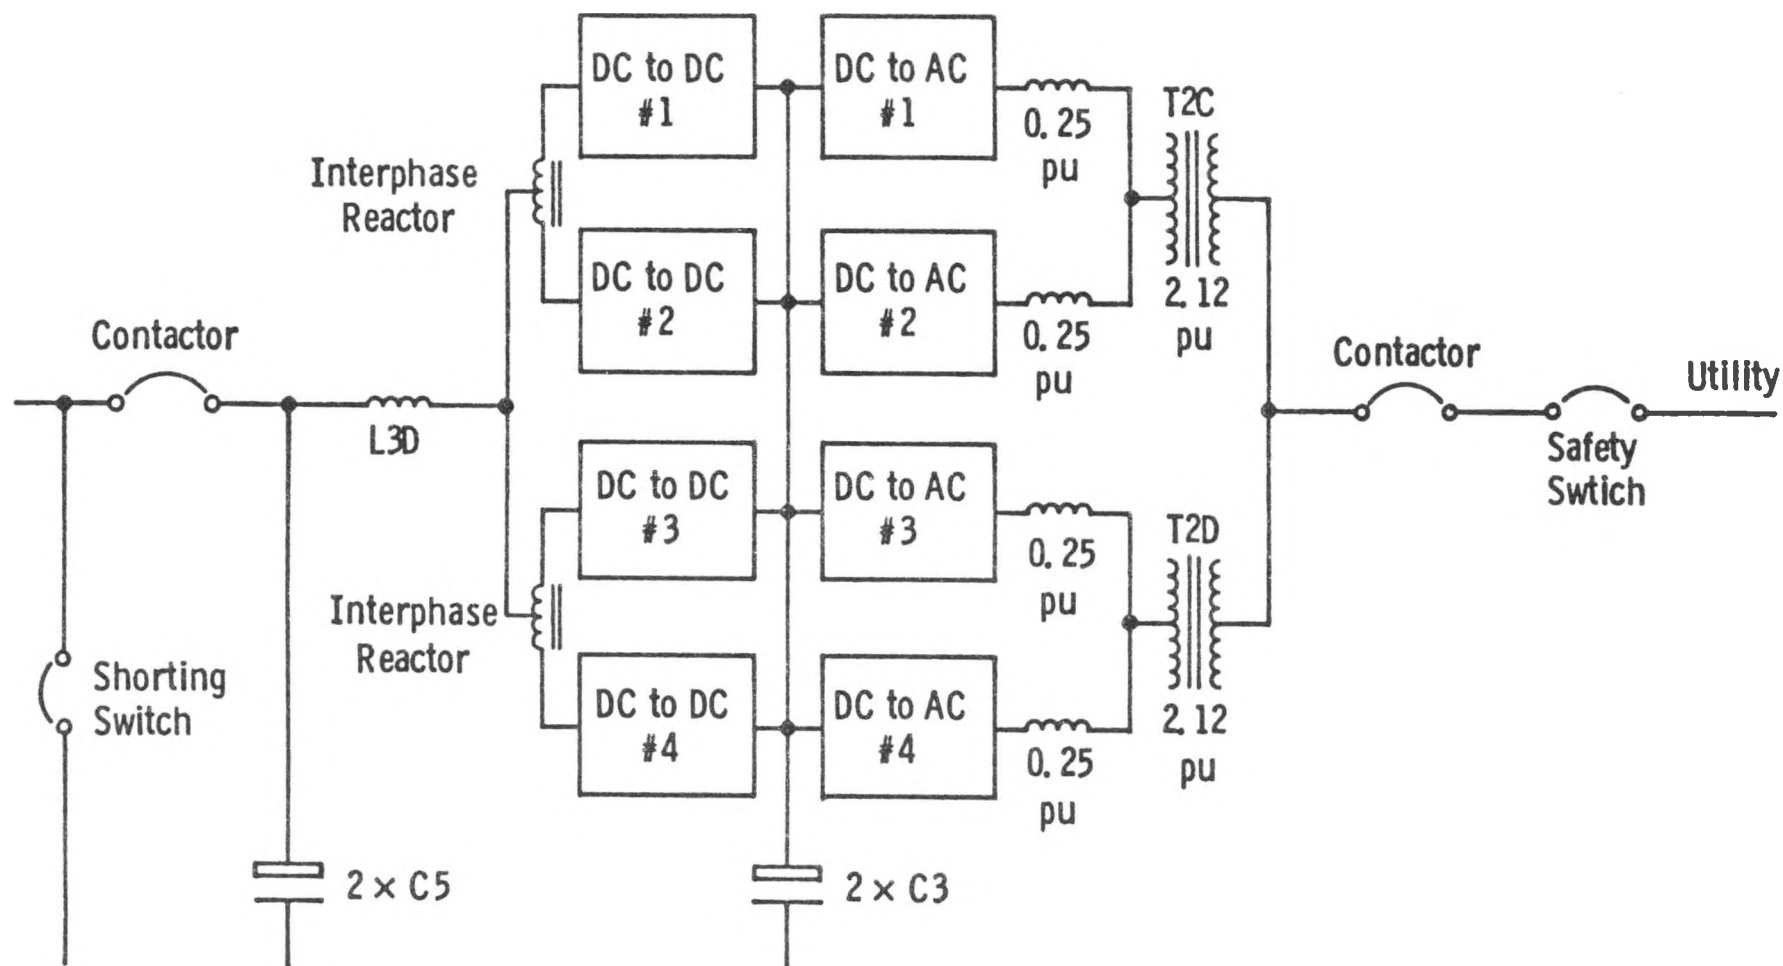 DC to DC
#1
DC to AC
#1
0.25
pu
T2C
Interphase
Reactor
DC to DC
#2
DC to AC
#2
0.25
pu
2.12
pu
Contactor
L3D
Contactor
Utility
Safety
Swtich
DC to DC
#3
DC to AC
#3
0.25
pu
T2D
Interphase
Reactor
DC to DC
#4
DC to AC
#4
0.25
pu
2.12
pu
Shorting
Switch
2 × C5
2 × C3